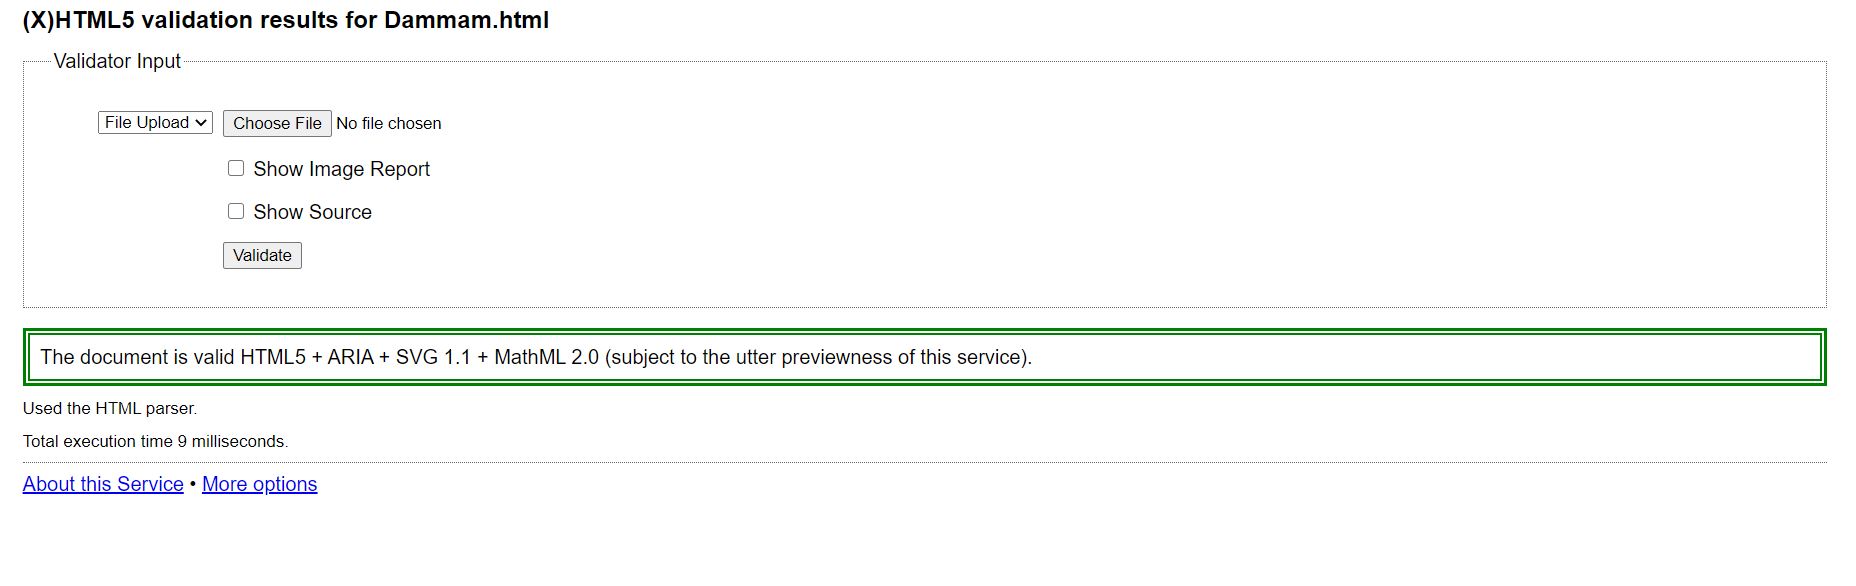 (X)HTML5 validation results for Dammam.html
Validator Input
File Upload Choose File No file chosen
Show Image Report
Show Source
Validate
The document is valid HTML5 + ARIA + SVG 1.1 + MathML 2.0 (subject to the utter previewness of this service).
Used the HTML parser.
Total execution time 9 milliseconds.
About this Service • More options